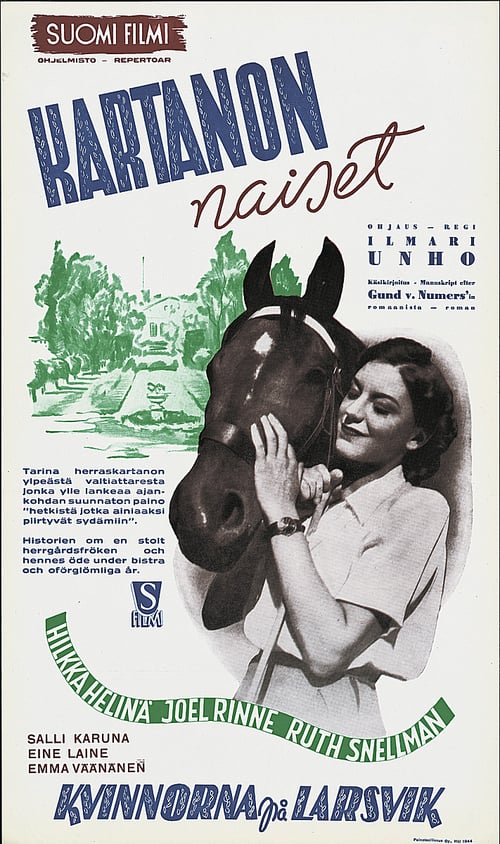 SUOMI FILMI
OHJELMISTO – REPERTOAR
KARTANON
naiset
OHJAUS – REGI
ILMARI
UNHO
Käsikirjoitus - Manuskript efter
Gund v. Numers'in
romaanista – roman
Tarina herraskartanon
ylpeästä valtiattaresta
jonka ylle lankeaa ajan-
kohdan suunnaton paino
"hetkistä jotka ainiaaksi
piirtyvät sydämiin".
Historien om en stolt
herrgårdsfröken och
hennes öde under bistra
och oförglömliga år.
S
FILMI
HILKKA HELINÄ JOEL RINNE RUTH SNELLMAN
SALLI KARUNA
EINE LAINE
EMMA VÄÄNÄNEN
KVINNORNA på LARSVIK